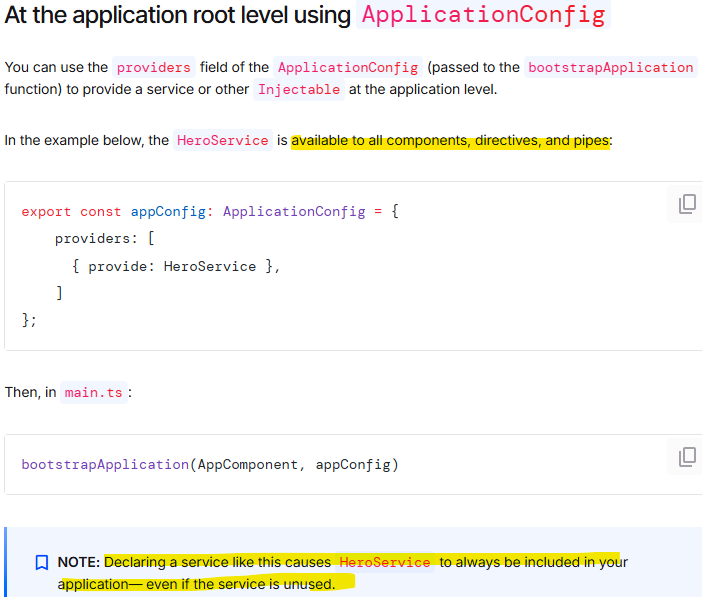 At the application root level using ApplicationConfig
You can use the providers field of the ApplicationConfig (passed to the bootstrapApplication
function) to provide a service or other Injectable at the application level.
In the example below, the HeroService is available to all components, directives, and pipes:
export const appConfig: ApplicationConfig = {
    providers: [
      { provide: HeroService },
    ]
};
Then, in main.ts :
bootstrapApplication(AppComponent, appConfig)
NOTE: Declaring a service like this causes HeroService to always be included in your
application— even if the service is unused.